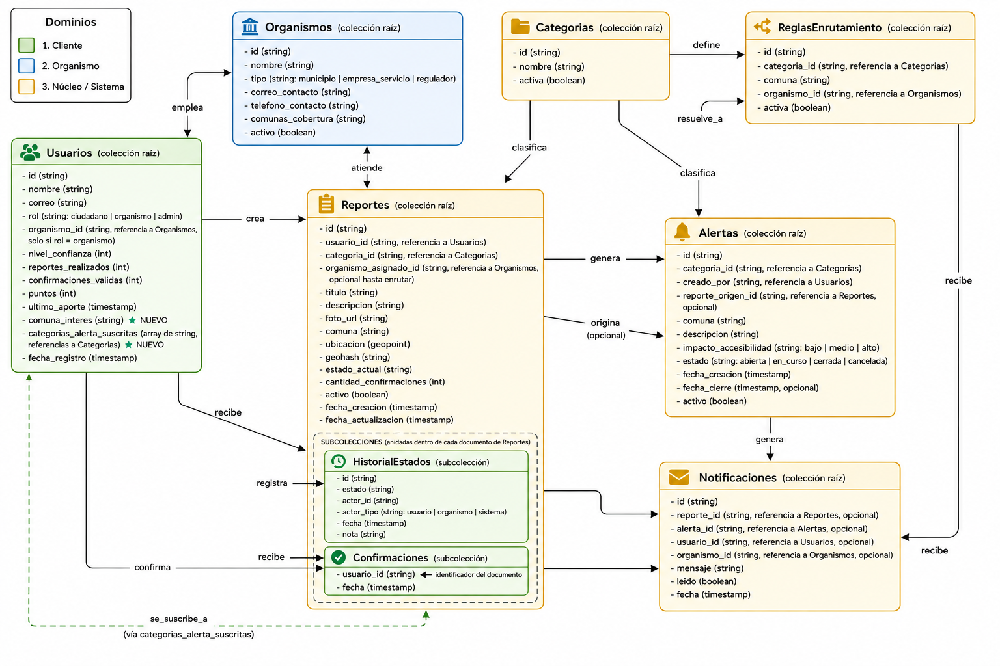 Dominios
1. Cliente
2. Organismo
3. Núcleo / Sistema
Organismos (colección raíz)
- id (string)
- nombre (string)
- tipo (string: municipio | empresa_servicio | regulador)
- correo_contacto (string)
- telefono_contacto (string)
- comunas_cobertura (string)
- activo (boolean)
Categorias (colección raíz)
- id (string)
- nombre (string)
- activa (boolean)
define
ReglasEnrutamiento (colección raíz)
- id (string)
- categoria_id (string, referencia a Categorias)
- comuna (string)
- organismo_id (string, referencia a Organismos)
- activa (boolean)
resuelve_a
emplea
atiende
clasifica
clasifica
Usuarios (colección raíz)
- id (string)
- nombre (string)
- correo (string)
- rol (string: ciudadano | organismo | admin)
- organismo_id (string, referencia a Organismos,
solo si rol = organismo)
- nivel_confianza (int)
- reportes_realizados (int)
- confirmaciones_validas (int)
- puntos (int)
- ultimo_aporte (timestamp)
- comuna_interes (string) ★ NUEVO
- categorias_alerta_suscritas (array de string,
referencias a Categorias) ★ NUEVO
- fecha_registro (timestamp)
crea
Reportes (colección raíz)
- id (string)
- usuario_id (string, referencia a Usuarios)
- categoria_id (string, referencia a Categorias)
- organismo_asignado_id (string, referencia a Organismos,
opcional hasta enrutar)
- titulo (string)
- descripcion (string)
- foto_url (string)
- comuna (string)
- ubicacion (geopoint)
- geohash (string)
- estado_actual (string)
- cantidad_confirmaciones (int)
- activo (boolean)
- fecha_creacion (timestamp)
- fecha_actualizacion (timestamp)
SUBCOLECCIONES (anidadas dentro de cada documento de Reportes)
HistorialEstados (subcolección)
- id (string)
- estado (string)
- actor_id (string)
- actor_tipo (string: usuario | organismo | sistema)
- fecha (timestamp)
- nota (string)
Confirmaciones (subcolección)
- usuario_id (string) ← identificador del documento
- fecha (timestamp)
genera
origina
(opcional)
Alertas (colección raíz)
- id (string)
- categoria_id (string, referencia a Categorias)
- creado_por (string, referencia a Usuarios)
- reporte_origen_id (string, referencia a Reportes,
opcional)
- comuna (string)
- descripcion (string)
- impacto_accesibilidad (string: bajo | medio | alto)
- estado (string: abierta | en_curso | cerrada | cancelada)
- fecha_creacion (timestamp)
- fecha_cierre (timestamp, opcional)
- activo (boolean)
recibe
genera
Notificaciones (colección raíz)
- id (string)
- reporte_id (string, referencia a Reportes, opcional)
- alerta_id (string, referencia a Alertas, opcional)
- usuario_id (string, referencia a Usuarios, opcional)
- organismo_id (string, referencia a Organismos, opcional)
- mensaje (string)
- leido (boolean)
- fecha (timestamp)
recibe
recibe
registra
recibe
confirma
se_suscribe_a
(vía categorias_alerta_suscritas)